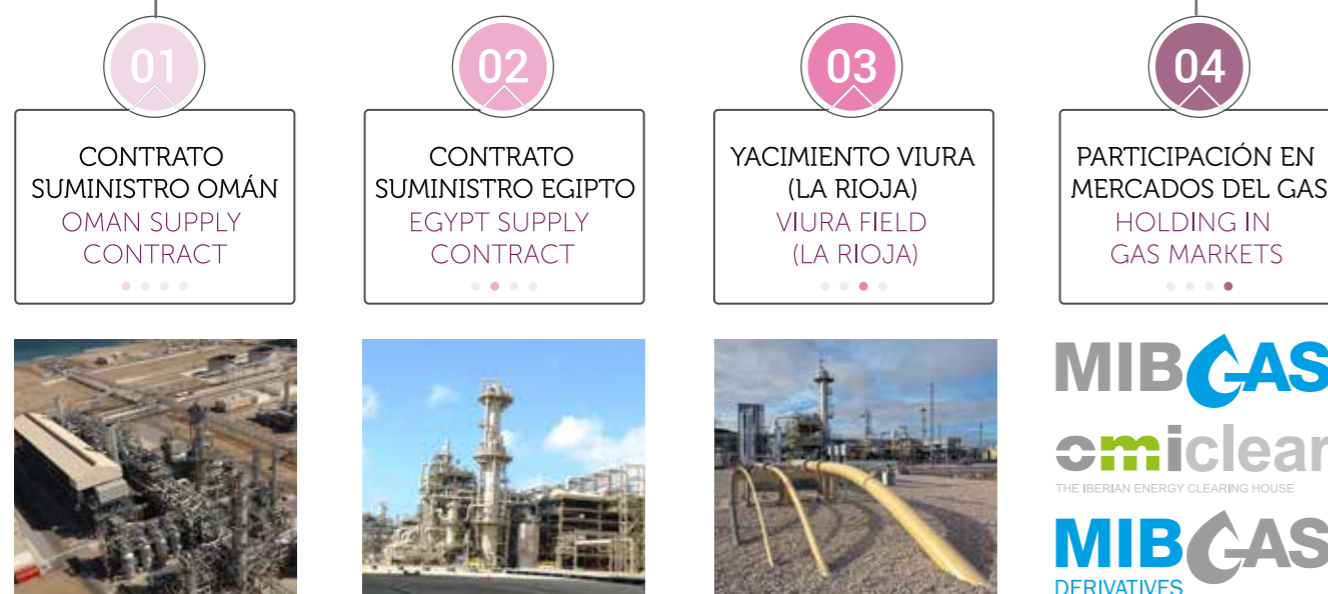 01
CONTRATO
SUMINISTRO OMÁN
OMAN SUPPLY
CONTRACT
02
CONTRATO
SUMINISTRO EGIPTO
EGYPT SUPPLY
CONTRACT
03
YACIMIENTO VIURA
(LA RIOJA)
VIURA FIELD
(LA RIOJA)
04
PARTICIPACIÓN EN
MERCADOS DEL GAS
HOLDING IN
GAS MARKETS
MIBGAS
omiclear
THE IBERIAN ENERGY CLEARING HOUSE
MIBGAS
DERIVATIVES